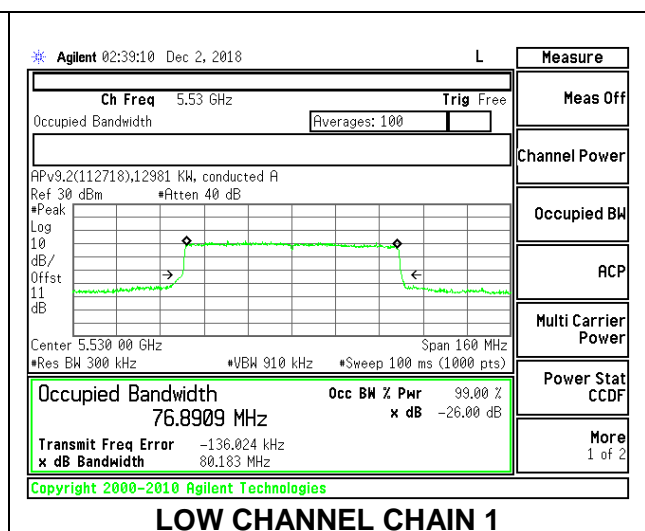 Agilent 02:39:10 Dec 2, 2018 L
Measure
Ch Freq 5.53 GHz Trig Free
Occupied Bandwidth Averages: 100
Meas Off
Channel Power
Occupied BW
ACP
Multi Carrier
Power
Power Stat
CCDF
More
1 of 2
APv9.2(112718),12981 KW, conducted A
Ref 30 dBm #Atten 40 dB
#Peak
Log
10
dB/
Offst
11
dB
Center 5.530 00 GHz Span 160 MHz
#Res BW 300 kHz #VBW 910 kHz #Sweep 100 ms (1000 pts)
Occupied Bandwidth Occ BW % Pwr 99.00 %
76.8909 MHz x dB -26.00 dB
Transmit Freq Error -136.024 kHz
x dB Bandwidth 80.183 MHz
Copyright 2000-2010 Agilent Technologies
LOW CHANNEL CHAIN 1